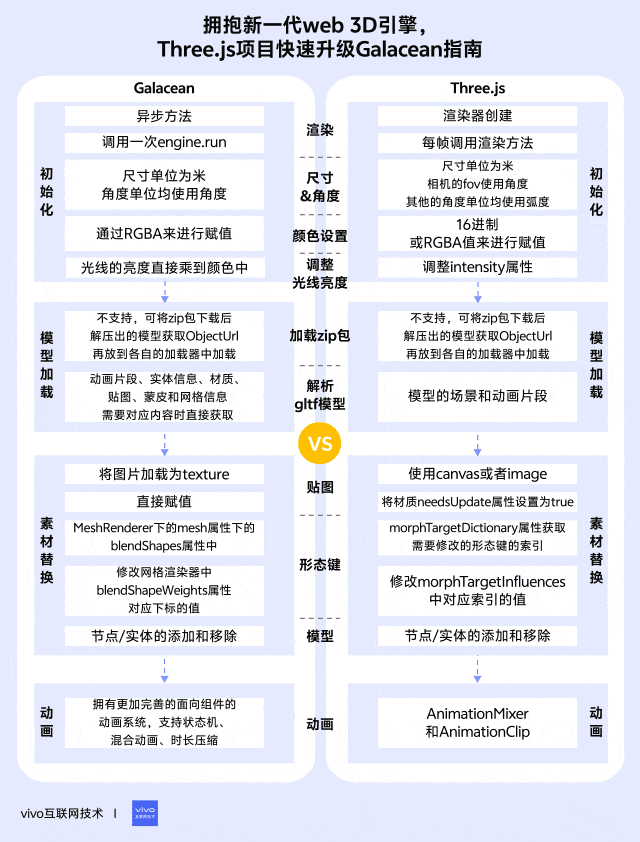 拥抱新一代web 3D引擎，
Three.js项目快速升级Galacean指南
Galacean
Three.js
初始化
异步方法
渲染
渲染器创建
初始化
调用一次engine.run
每帧调用渲染方法
尺寸单位为米
角度单位均使用角度
尺寸
&角度
尺寸单位为米
相机的fov使用角度
其他的角度单位均使用弧度
通过RGBA来进行赋值
颜色设置
16进制
或RGBA值来进行赋值
光线的亮度直接乘到颜色中
调整
光线亮度
调整intensity属性
模型加载
不支持，可将zip包下载后
解压出的模型获取ObjectUrl
再放到各自的加载器中加载
加载zip包
不支持，可将zip包下载后
解压出的模型获取ObjectUrl
再放到各自的加载器中加载
模型加载
动画片段、实体信息、材质、
贴图、蒙皮和网格信息
需要对应内容时直接获取
解析
gltf模型
模型的场景和动画片段
VS
素材替换
将图片加载为texture
贴图
使用canvas或者image
素材替换
直接赋值
将材质needsUpdate属性设置为true
MeshRenderer下的mesh属性下的
blendShapes属性中
形态键
morphTargetDictionary属性获取
需要修改的形态键的索引
修改网格渲染器中
blendShapeWeights属性
对应下标的值
修改morphTargetInfluences
中对应索引的值
节点/实体的添加和移除
模型
节点/实体的添加和移除
动画
拥有更加完善的面向组件的
动画系统，支持状态机、
混合动画、时长压缩
动画
AnimationMixer
和AnimationClip
动画
vivo互联网技术 |
vivo
互联网技术